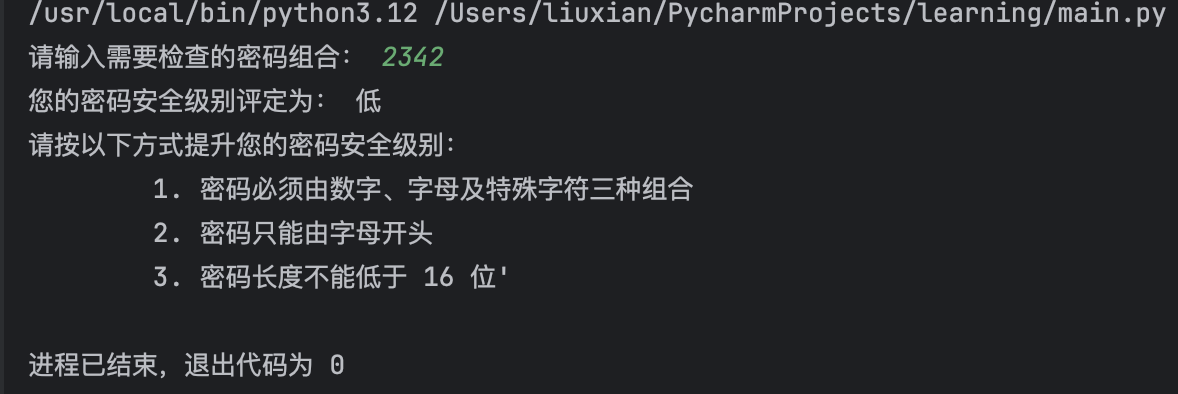 /usr/local/bin/python3.12 /Users/liuxian/PycharmProjects/learning/main.py
请输入需要检查的密码组合： 2342
您的密码安全级别评定为： 低
请按以下方式提升您的密码安全级别：
1. 密码必须由数字、字母及特殊字符三种组合
2. 密码只能由字母开头
3. 密码长度不能低于 16 位'
进程已结束，退出代码为 0